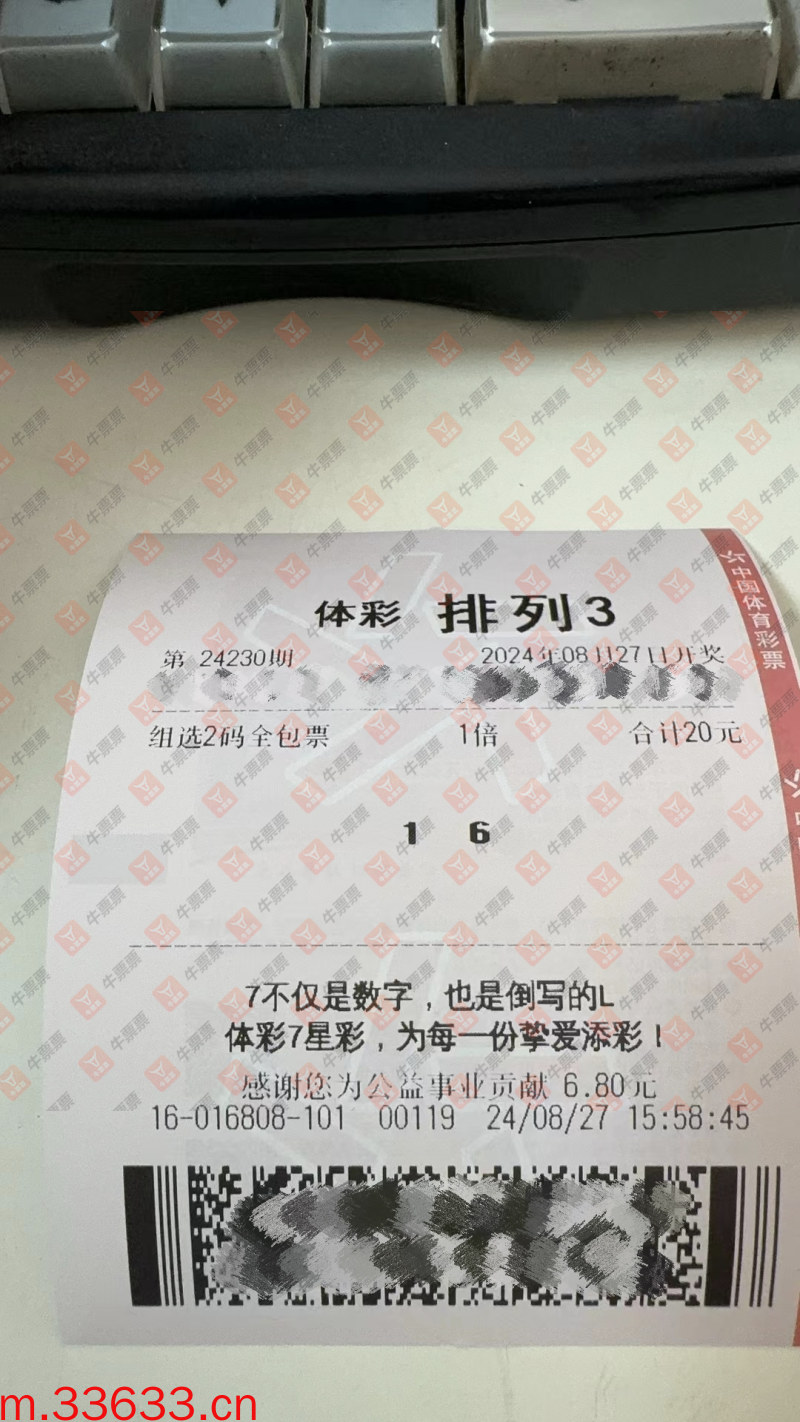 中国体育彩票
体彩 排列3
第 24230期 2024年08月27日开奖
组选2码全包票 1倍 合计20元
1 6
7不仅是数字，也是倒写的L
体彩7星彩，为每一份挚爱添彩！
感谢您为公益事业贡献 6.80元
16-016808-101 00119 24/08/27 15:58:45
牛票票
m.33633.cn